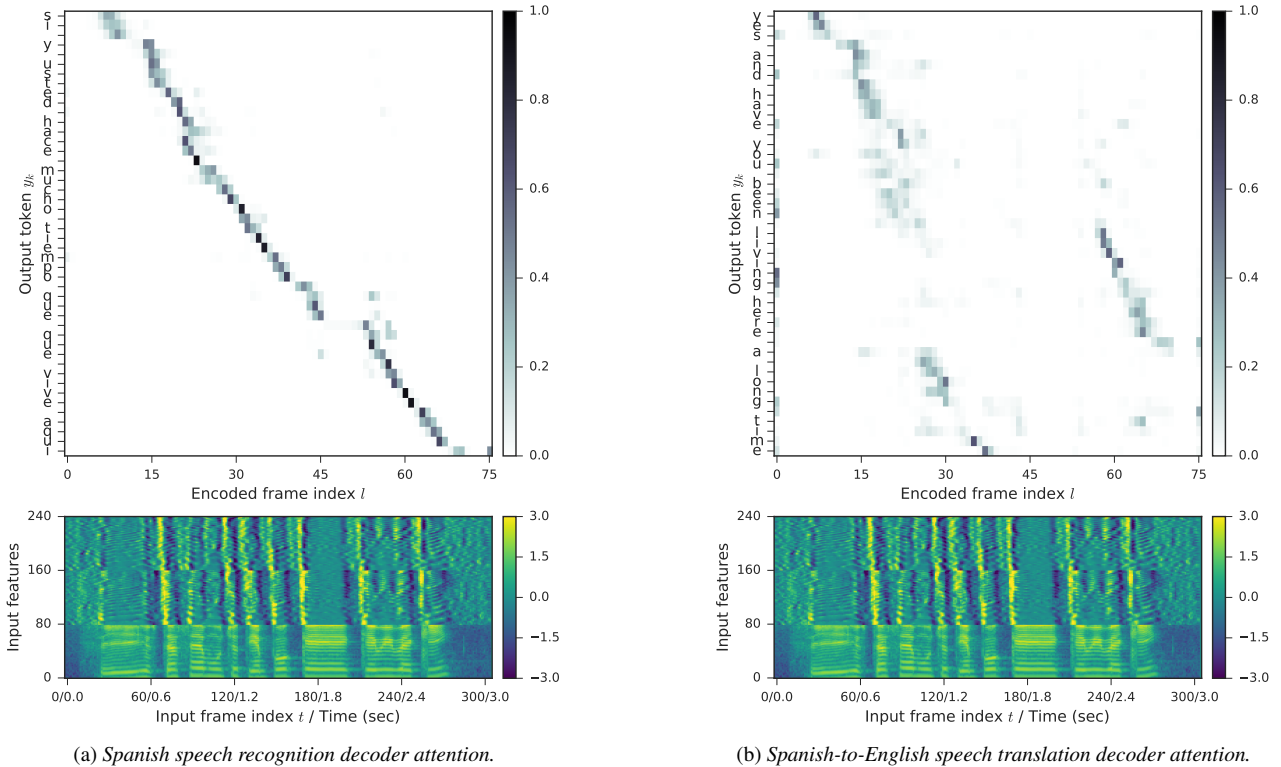 (a)
Output token y_k
s
i
y
u
s
t
e
d
h
a
c
e
m
u
c
h
o
t
i
e
m
p
o
q
u
e
q
u
e
v
i
v
e
a
q
u
i
0 15 30 45 60 75
Encoded frame index l
1.0
0.8
0.6
0.4
0.2
0.0
Input features
240
160
80
0
0/0.0 60/0.6 120/1.2 180/1.8 240/2.4 300/3.0
Input frame index t / Time (sec)
3.0
1.5
0.0
−1.5
−3.0
(a) Spanish speech recognition decoder attention.
Output token y_k
y
e
s
a
n
d
h
a
v
e
y
o
u
b
e
e
n
l
i
v
i
n
g
h
e
r
e
a
l
o
n
g
t
i
m
e
0 15 30 45 60 75
Encoded frame index l
1.0
0.8
0.6
0.4
0.2
0.0
Input features
240
160
80
0
0/0.0 60/0.6 120/1.2 180/1.8 240/2.4 300/3.0
Input frame index t / Time (sec)
3.0
1.5
0.0
−1.5
−3.0
(b) Spanish-to-English speech translation decoder attention.